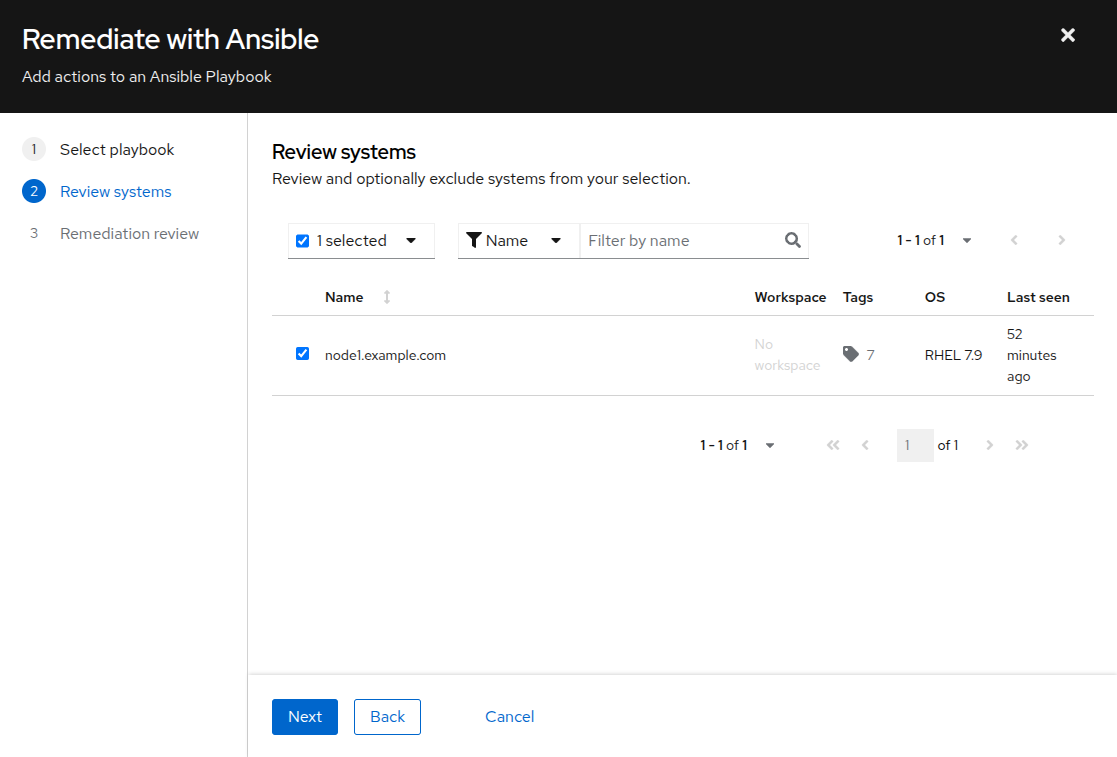 Remediate with Ansible
Add actions to an Ansible Playbook
1 Select playbook
2 Review systems
3 Remediation review
Review systems
Review and optionally exclude systems from your selection.
1 selected
Name
Filter by name
1 - 1 of 1
Name Workspace Tags OS Last seen
node1.example.com
No
workspace
7
RHEL 7.9
52
minutes
ago
1 - 1 of 1
1 of 1
Next Back Cancel